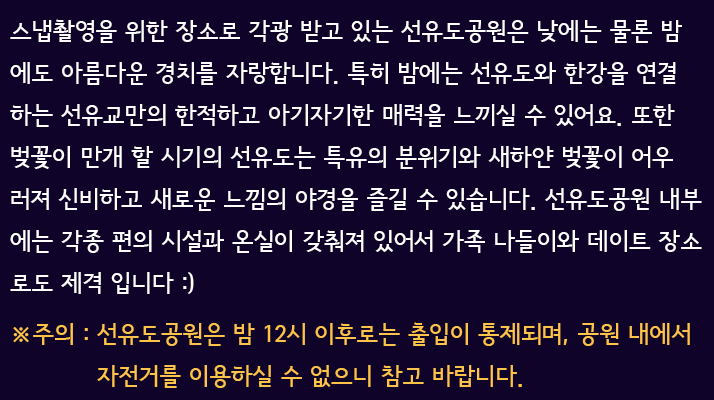 스냅촬영을 위한 장소로 각광 받고 있는 선유도공원은 낮에는 물론 밤
에도 아름다운 경치를 자랑합니다. 특히 밤에는 선유도와 한강을 연결
하는 선유교만의 한적하고 아기자기한 매력을 느끼실 수 있어요. 또한
벚꽃이 만개 할 시기의 선유도는 특유의 분위기와 새하얀 벚꽃이 어우
러져 신비하고 새로운 느낌의 야경을 즐길 수 있습니다. 선유도공원 내부
에는 각종 편의 시설과 온실이 갖춰져 있어서 가족 나들이와 데이트 장소
로도 제격 입니다 :)
※주의 : 선유도공원은 밤 12시 이후로는 출입이 통제되며, 공원 내에서
자전거를 이용하실 수 없으니 참고 바랍니다.